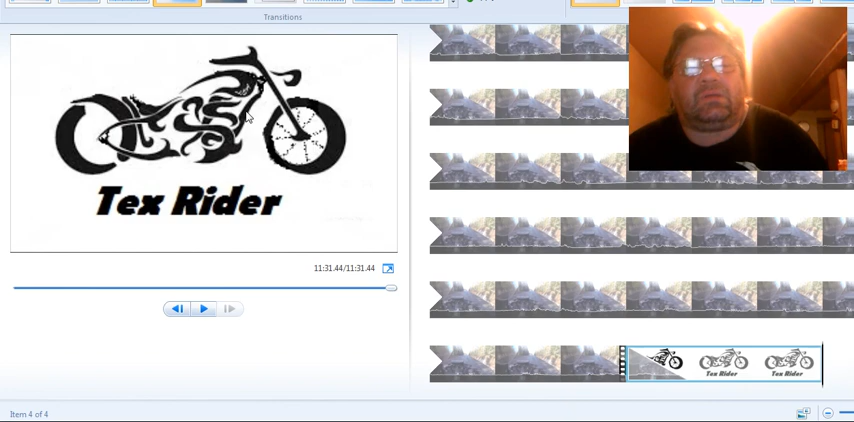 Transitions
Tex Rider
11:31.44/11:31.44
Tex Rider
Tex Rider
Item 4 of 4